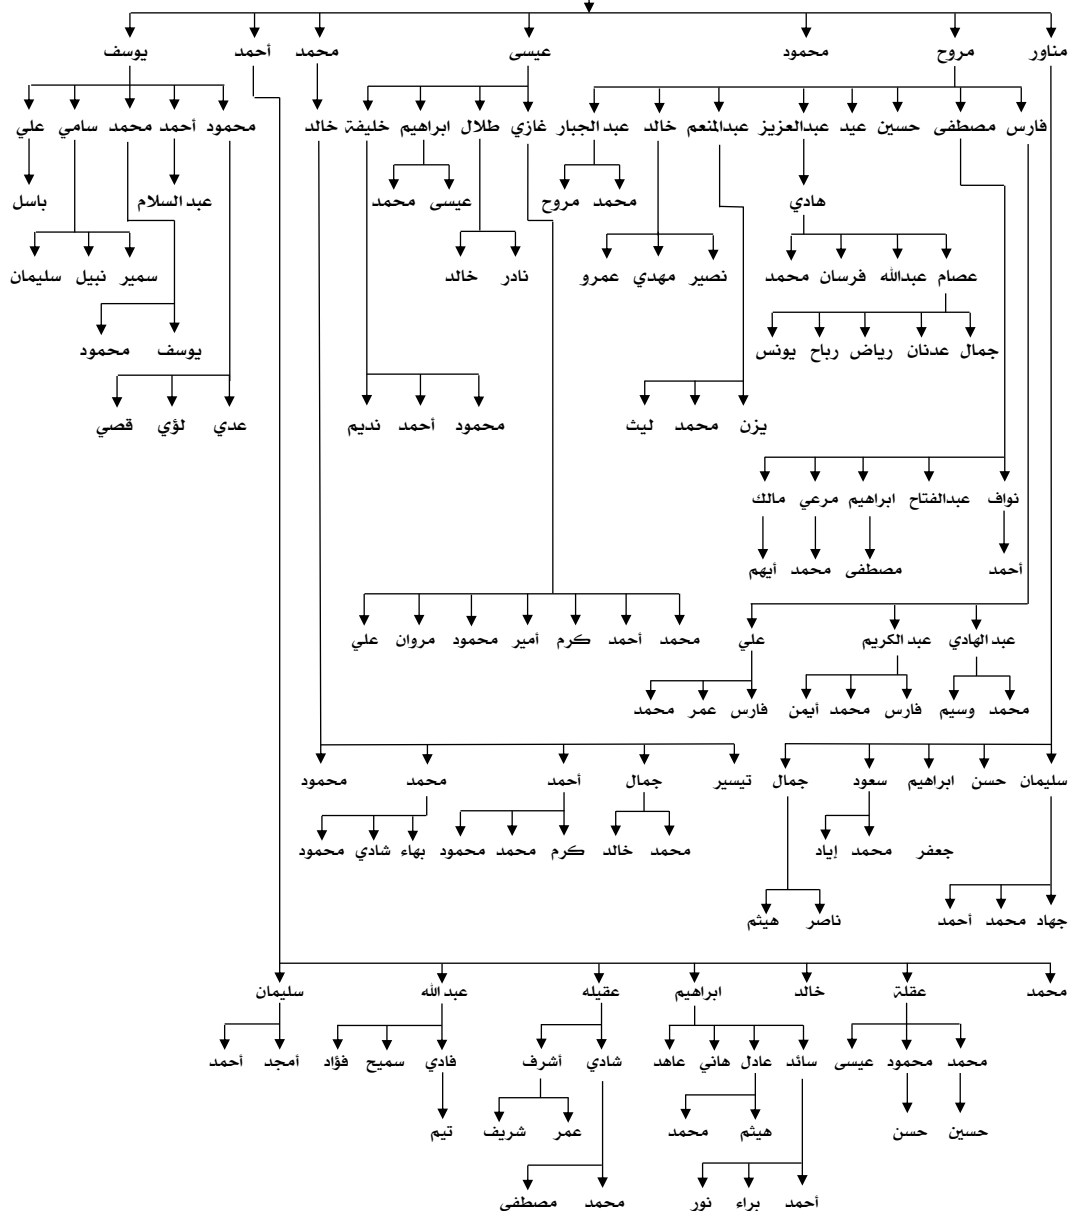 مناور مروح محمود عيسى محمد أحمد يوسف
فارس مصطفى حسين عيد عبدالعزيز عبدالمنعم خالد عبد الجبار غازي طلال ابراهيم خليفة خالد محمود محمد أحمد سامي علي
هادي محمد مروح عيسى محمد عبد السلام باسل
عصام عبدالله فرسان محمد نصير مهدي عمرو نادر خالد سمير نبيل سليمان
جمال عدنان رياض رباح يونس يوسف محمود
يزن محمد ليث محمود أحمد نديم عدي لؤي قصي
نواف عبدالفتاح ابراهيم مرعي مالك
أحمد مصطفى محمد أيهم
عبد الهادي عبد الكريم علي محمد أحمد كرم أمير محمود مروان علي
محمد وسيم فارس محمد أيمن فارس عمر محمد
سليمان حسن ابراهيم سعود جمال تيسير جمال أحمد محمد محمود
جعفر محمد إياد محمد خالد كرم محمد محمود بهاء شادي محمود
جهاد محمد أحمد ناصر هيثم
محمد عقلة خالد ابراهيم عقيله عبد الله سليمان
محمد محمود عيسى سائد عادل هاني عاهد شادي أشرف فادي سميح فؤاد أمجد أحمد
حسين حسن هيثم محمد عمر شريف تيم
أحمد براء نور محمد مصطفى